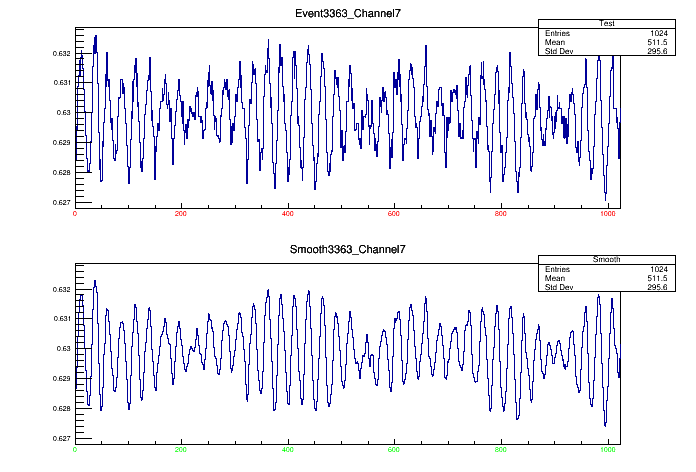 Event3363_Channel7
Test
Entries 1024
Mean 511.5
Std Dev 295.6
0.632
0.631
0.63
0.629
0.628
0.627
0 200 400 600 800 1000
Smooth3363_Channel7
Smooth
Entries 1024
Mean 511.5
Std Dev 295.6
0.632
0.631
0.63
0.629
0.628
0.627
0 200 400 600 800 1000